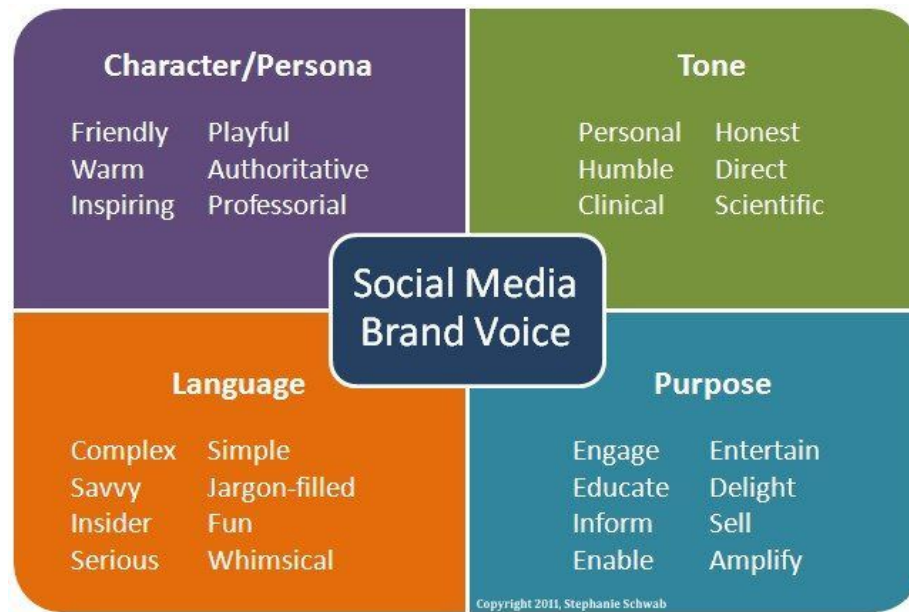 Character/Persona
Friendly Playful
Warm Authoritative
Inspiring Professorial
Tone
Personal Honest
Humble Direct
Clinical Scientific
Social Media
Brand Voice
Language
Complex Simple
Savvy Jargon-filled
Insider Fun
Serious Whimsical
Purpose
Engage Entertain
Educate Delight
Inform Sell
Enable Amplify
Copyright 2011, Stephanie Schwab